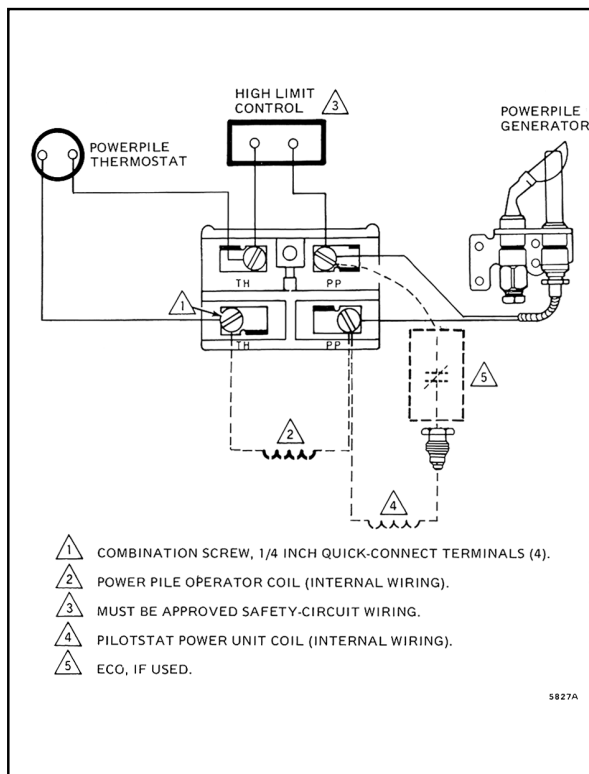 HIGH LIMIT
CONTROL
3
POWERPILE
GENERATOR
POWERPILE
THERMOSTAT
TH
PP
1
TH
PP
5
2
4
1 COMBINATION SCREW, 1/4 INCH QUICK-CONNECT TERMINALS (4).
2 POWER PILE OPERATOR COIL (INTERNAL WIRING).
3 MUST BE APPROVED SAFETY-CIRCUIT WIRING.
4 PILOTSTAT POWER UNIT COIL (INTERNAL WIRING).
5 ECO, IF USED.
5827A